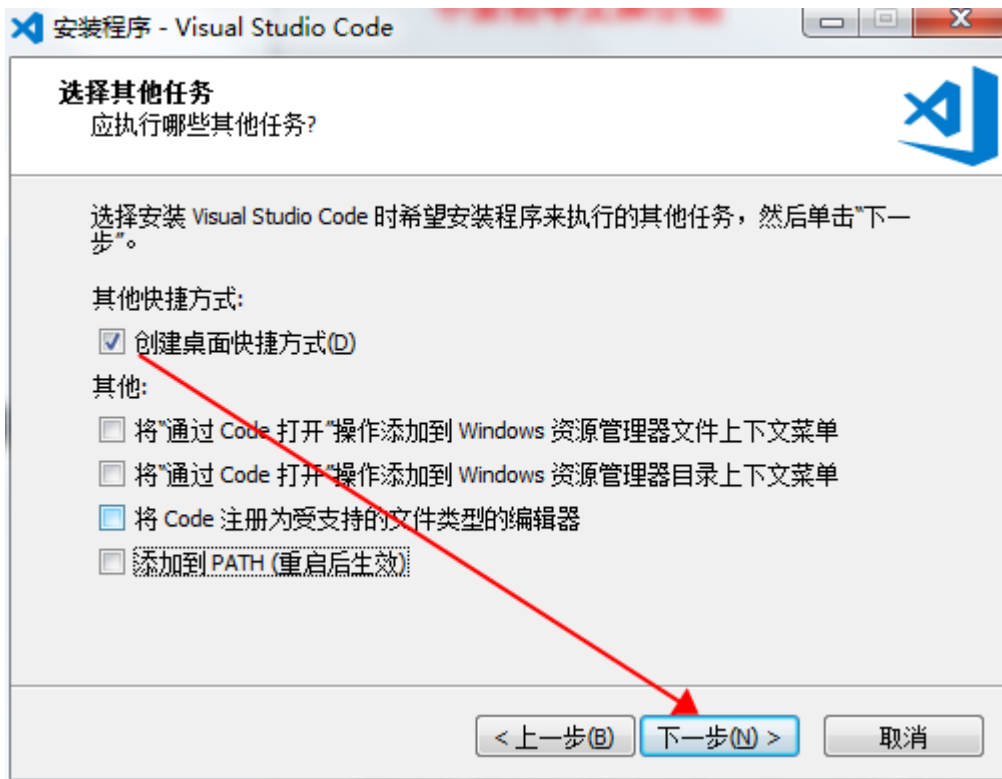 安装程序 - Visual Studio Code
选择其他任务
应执行哪些其他任务?
选择安装 Visual Studio Code 时希望安装程序来执行的其他任务，然后单击“下一
步”。
其他快捷方式:
创建桌面快捷方式(D)
其他:
将“通过 Code 打开”操作添加到 Windows 资源管理器文件上下文菜单
将“通过 Code 打开”操作添加到 Windows 资源管理器目录上下文菜单
将 Code 注册为受支持的文件类型的编辑器
添加到 PATH (重启后生效)
< 上一步(B) 下一步(N) > 取消